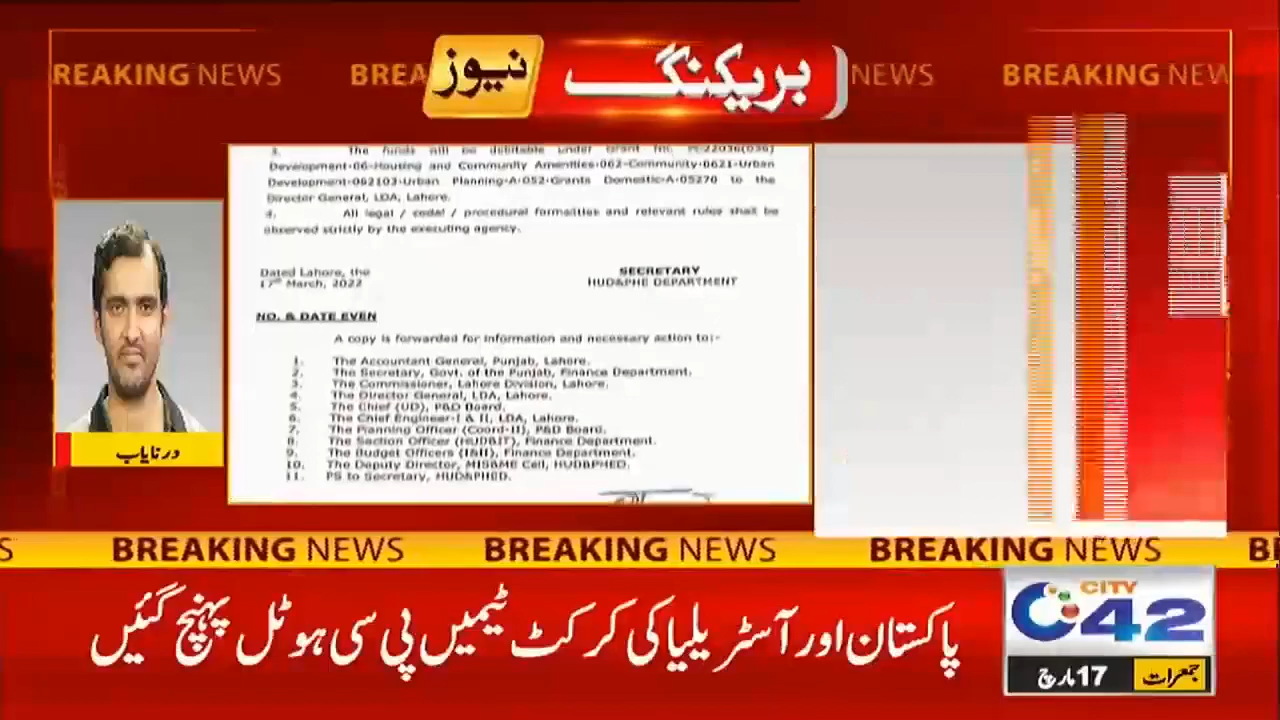 REAKING NEWS BREA
نیوز
بریکنگ
NEWS BREAKING NEW
3. The funds will be debitable under Grant No. PC22036(036)
Development-06-Housing and Community Amenities-062-Community-0621-Urban
Development-062103-Urban Planning-A-052-Grants Domestic-A-05270 to the
Director General, LDA, Lahore.
4. All legal / codal / procedural formalities and relevant rules shall be
observed strictly by the executing agency.
Dated Lahore, the
17th March, 2022
SECRETARY
HUD&PHE DEPARTMENT
NO. & DATE EVEN
A copy is forwarded for information and necessary action to:-
1. The Accountant General, Punjab, Lahore.
2. The Secretary, Govt. of the Punjab, Finance Department.
3. The Commissioner, Lahore Division, Lahore.
4. The Director General, LDA, Lahore.
5. The Chief (UD), P&D Board.
6. The Chief Engineer-I & II, LDA, Lahore.
7. The Planning Officer (Coord-II), P&D Board.
8. The Section Officer (HUD&IT), Finance Department.
9. The Budget Officers (I&II), Finance Department.
10. The Deputy Director, MIS&ME Cell, HUD&PHED.
11. PS to Secretary, HUD&PHED.
درنایاب
S BREAKING NEWS BREAKING NEWS BREAKING NEWS B
پاکستان اور آسٹریلیا کی کرکٹ ٹیمیں پی سی ہوٹل پہنچ گئیں
CITY
42
جمعرات 17 مارچ